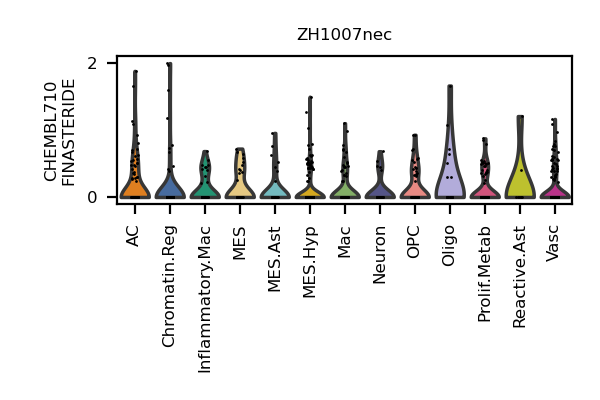 ZH1007nec
CHEMBL710
FINASTERIDE
2
0
AC
Chromatin.Reg
Inflammatory.Mac
MES
MES.Ast
MES.Hyp
Mac
Neuron
OPC
Oligo
Prolif.Metab
Reactive.Ast
Vasc